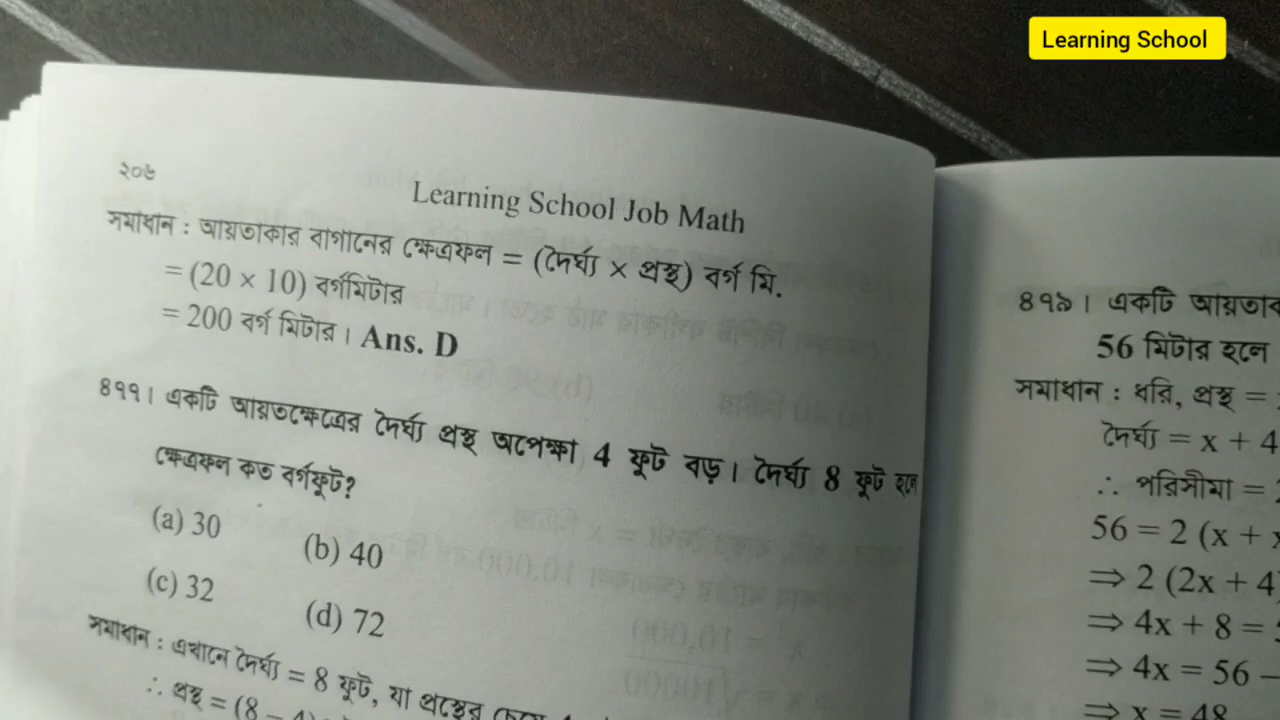 Learning School
২০৬
Learning School Job Math
সমাধান : আয়তাকার বাগানের ক্ষেত্রফল = (দৈর্ঘ্য × প্রস্থ) বর্গ মি.
= (20 × 10) বর্গমিটার
= 200 বর্গ মিটার। Ans. D
৪৭৭। একটি আয়তক্ষেত্রের দৈর্ঘ্য প্রস্থ অপেক্ষা 4 ফুট বড়। দৈর্ঘ্য 8 ফুট হলে
ক্ষেত্রফল কত বর্গফুট?
(a) 30
(b) 40
(c) 32
(d) 72
সমাধান : এখানে দৈর্ঘ্য = 8 ফুট, যা প্রস্থের চেয়ে
∴ প্রস্থ = (8 – 4)
৪৭৯। একটি
56 মিটার হলে
সমাধান : ধরি, প্রস্থ =
দৈর্ঘ্য = x + 4
∴ পরিসীমা =
56 = 2 (x +
⇒ 2 (2x + 4
⇒ 4x + 8 =
⇒ 4x = 56 –
⇒ x = 48